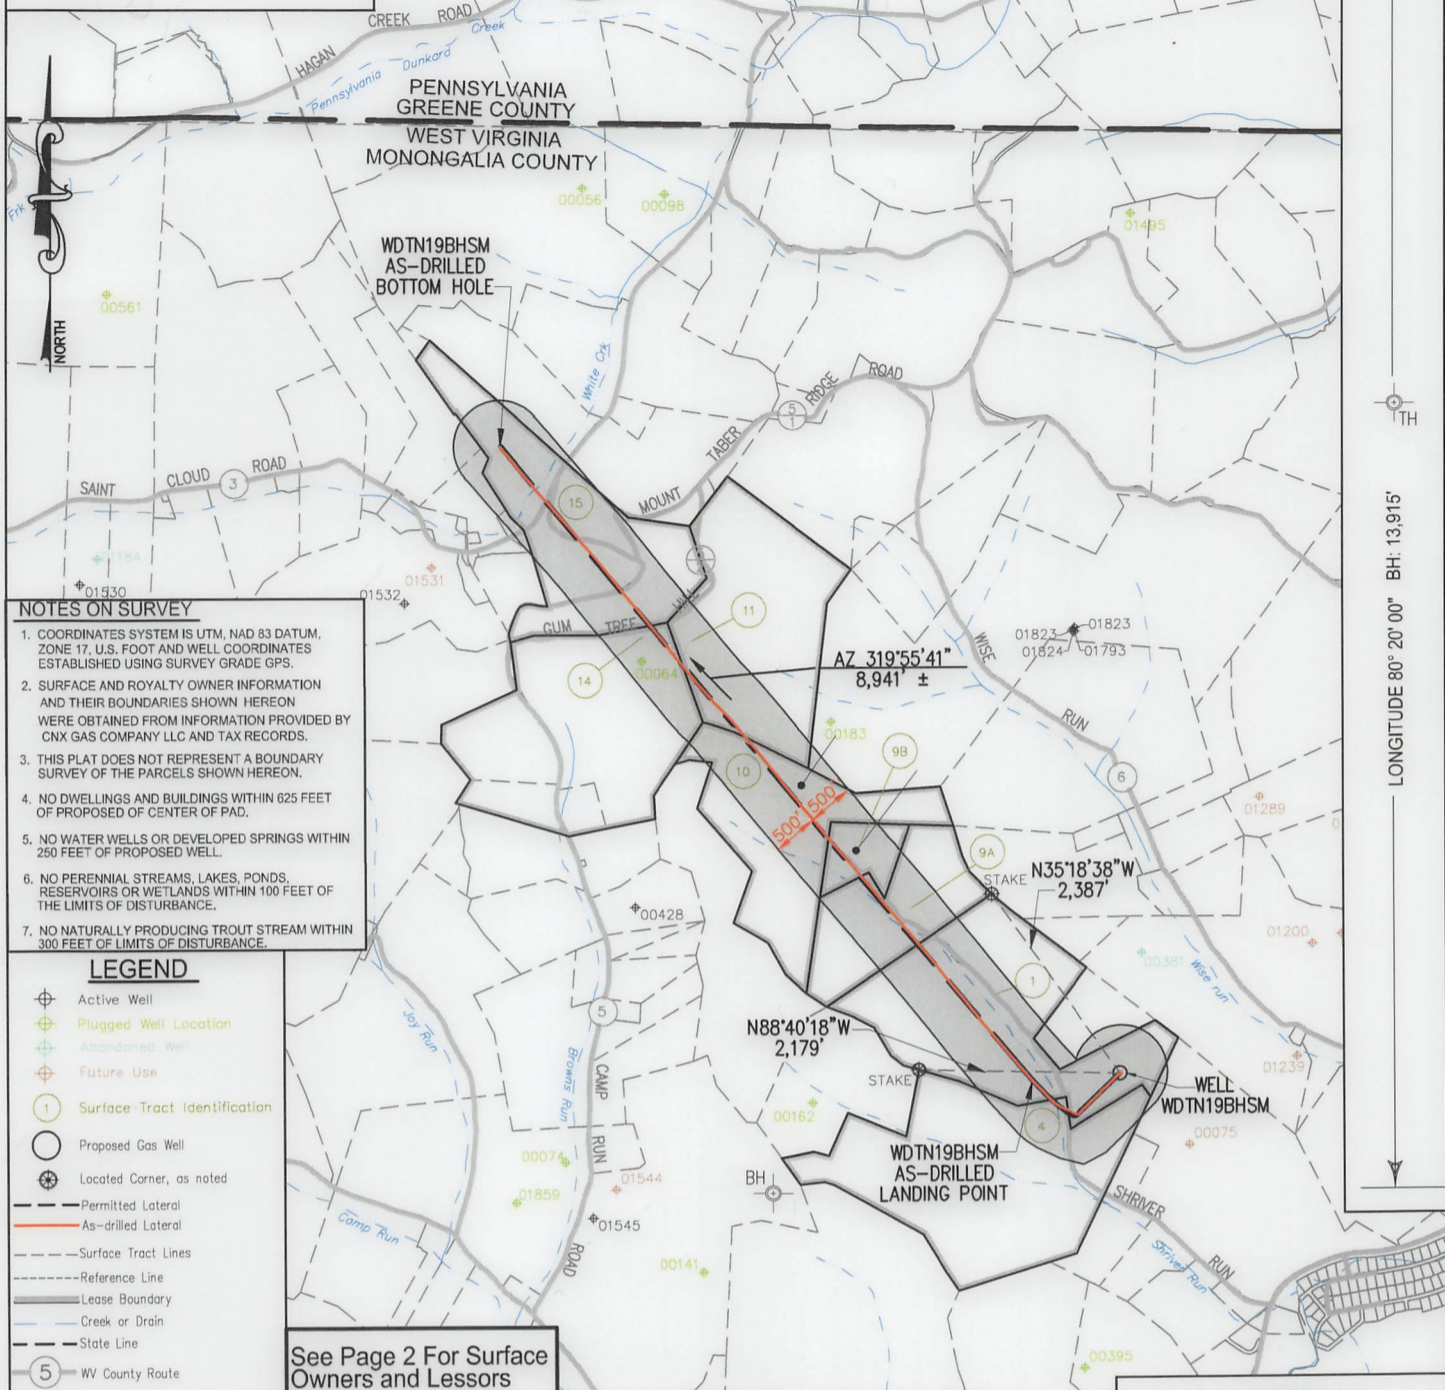 CREEK ROAD
HAGAN
Creek
Dunkard
Pennsylvania
PENNSYLVANIA
GREENE COUNTY
WEST VIRGINIA
MONONGALIA COUNTY
Frk
NORTH
00056
00098
01495
00561
WDTN19BHSM
AS-DRILLED
BOTTOM HOLE
White Crk
MOUNT TABER RIDGE ROAD
5
1
TH
SAINT CLOUD ROAD
3
15
01184
01530
01531
01532
NOTES ON SURVEY
1. COORDINATES SYSTEM IS UTM, NAD 83 DATUM,
ZONE 17, U.S. FOOT AND WELL COORDINATES
ESTABLISHED USING SURVEY GRADE GPS.
2. SURFACE AND ROYALTY OWNER INFORMATION
AND THEIR BOUNDARIES SHOWN HEREON
WERE OBTAINED FROM INFORMATION PROVIDED BY
CNX GAS COMPANY LLC AND TAX RECORDS.
3. THIS PLAT DOES NOT REPRESENT A BOUNDARY
SURVEY OF THE PARCELS SHOWN HEREON.
4. NO DWELLINGS AND BUILDINGS WITHIN 625 FEET
OF PROPOSED OF CENTER OF PAD.
5. NO WATER WELLS OR DEVELOPED SPRINGS WITHIN
250 FEET OF PROPOSED WELL.
6. NO PERENNIAL STREAMS, LAKES, PONDS,
RESERVOIRS OR WETLANDS WITHIN 100 FEET OF
THE LIMITS OF DISTURBANCE.
7. NO NATURALLY PRODUCING TROUT STREAM WITHIN
300 FEET OF LIMITS OF DISTURBANCE.
GUM TREE HILL
11
14
00064
AZ 319°55'41"
8,941' ±
01823 01823
01824 01793
WISE RUN
6
00183
9B
10
500' 500'
9A
STAKE
N35°18'38"W
2,387'
01289
0
00428
01200
00381
Wise run
1
5
N88°40'18"W
2,179'
STAKE
01239
WELL
WDTN19BHSM
00162
4
00075
WDTN19BHSM
AS-DRILLED
LANDING POINT
BH
SHRIVER RUN
Shriver Run
Joy Run
Browns Run
CAMP RUN ROAD
00074
01859
01544
01545
Camp Run
00141
00395
LONGITUDE 80° 20' 00" BH: 13,915'
LEGEND
Active Well
Plugged Well Location
Abandoned Well
Future Use
1 Surface Tract Identification
Proposed Gas Well
Located Corner, as noted
Permitted Lateral
As-drilled Lateral
Surface Tract Lines
Reference Line
Lease Boundary
Creek or Drain
State Line
5 WV County Route
See Page 2 For Surface
Owners and Lessors